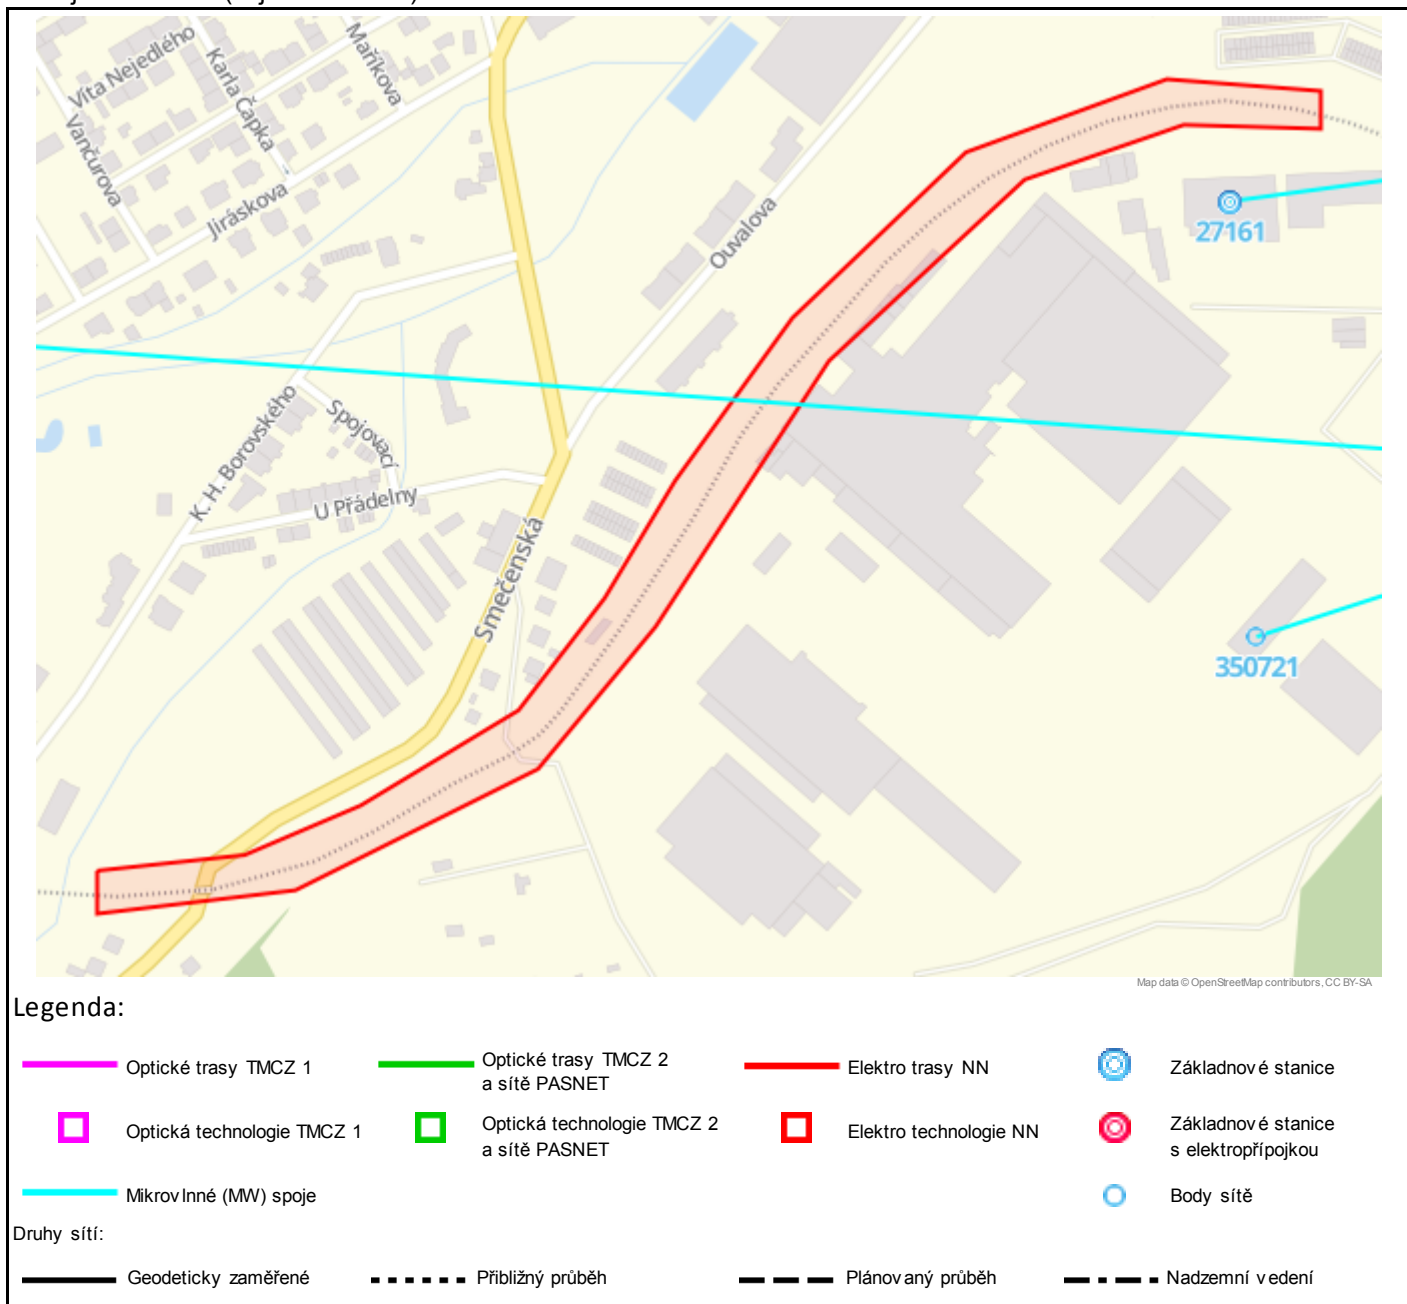 Víta Nejedlého
Karla Čapka
Maříkova
Vančurova
Jiráskova
Ouvalova
27161
K. H. Borovského
Spojovací
U Přádelny
Smečenská
350721
Map data © OpenStreetMap contributors, CC BY-SA
Legenda:
Optické trasy TMCZ 1
Optické trasy TMCZ 2
a sítě PASNET
Elektro trasy NN
Základnové stanice
Optická technologie TMCZ 1
Optická technologie TMCZ 2
a sítě PASNET
Elektro technologie NN
Základnové stanice
s elektropřípojkou
Mikrovlnné (MW) spoje
Body sítě
Druhy sítí:
Geodeticky zaměřené
Přibližný průběh
Plánovaný průběh
Nadzemní vedení